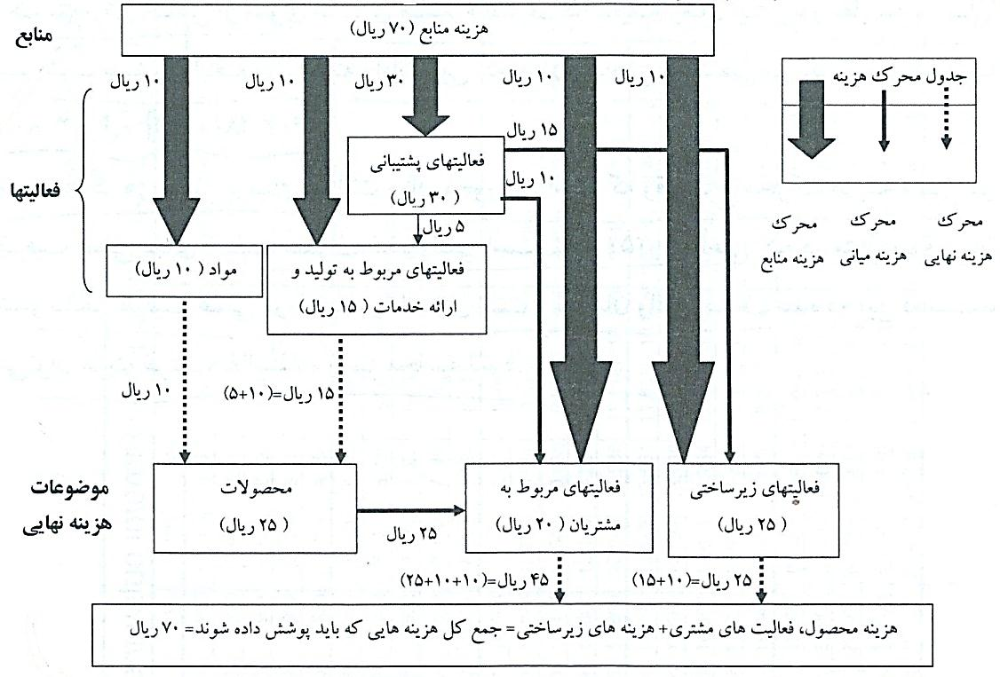 هزینه منابع (۷۰ ریال)
منابع
۱۰ ریال
۱۰ ریال
۳۰ ریال
۱۰ ریال
۱۰ ریال
جدول محرک هزینه
محرک
هزینه نهایی
محرک
هزینه میانی
محرک
هزینه منابع
فعالیتها
فعالیتهای پشتیبانی
(۳۰ ریال)
۱۵ ریال
۱۰ ریال
۵ ریال
مواد (۱۰ ریال)
فعالیتهای مربوط به تولید و
ارائه خدمات (۱۵ ریال)
۱۰ ریال
۱۵ ریال=(۵+۱۰)
موضوعات
هزینه نهایی
محصولات
(۲۵ ریال)
۲۵ ریال
فعالیتهای مربوط به
مشتریان (۲۰ ریال)
فعالیتهای زیرساختی
(۲۵ ریال)
۴۵ ریال=(۲۵+۱۰+۱۰)
۲۵ ریال=(۱۵+۱۰)
هزینه محصول، فعالیت های مشتری+ هزینه های زیرساختی= جمع کل هزینه هایی که باید پوشش داده شوند= ۷۰ ریال